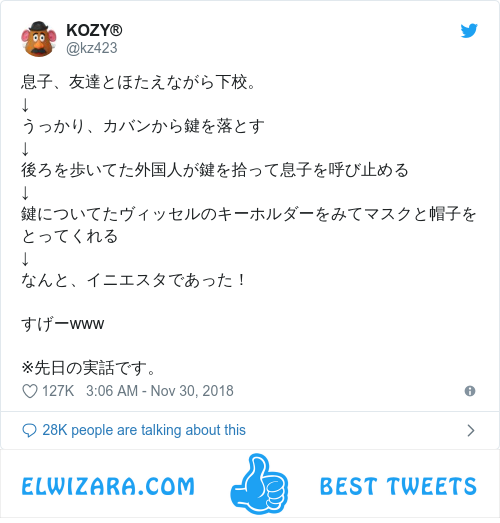 KOZY®
@kz423
息子、友達とほたえながら下校。
↓
うっかり、カバンから鍵を落とす
↓
後ろを歩いてた外国人が鍵を拾って息子を呼び止める
↓
鍵についてたヴィッセルのキーホルダーをみてマスクと帽子を
とってくれる
↓
なんと、イニエスタであった！
すげーwww
※先日の実話です。
127K 3:06 AM - Nov 30, 2018
28K people are talking about this
ELWIZARA.COM BEST TWEETS